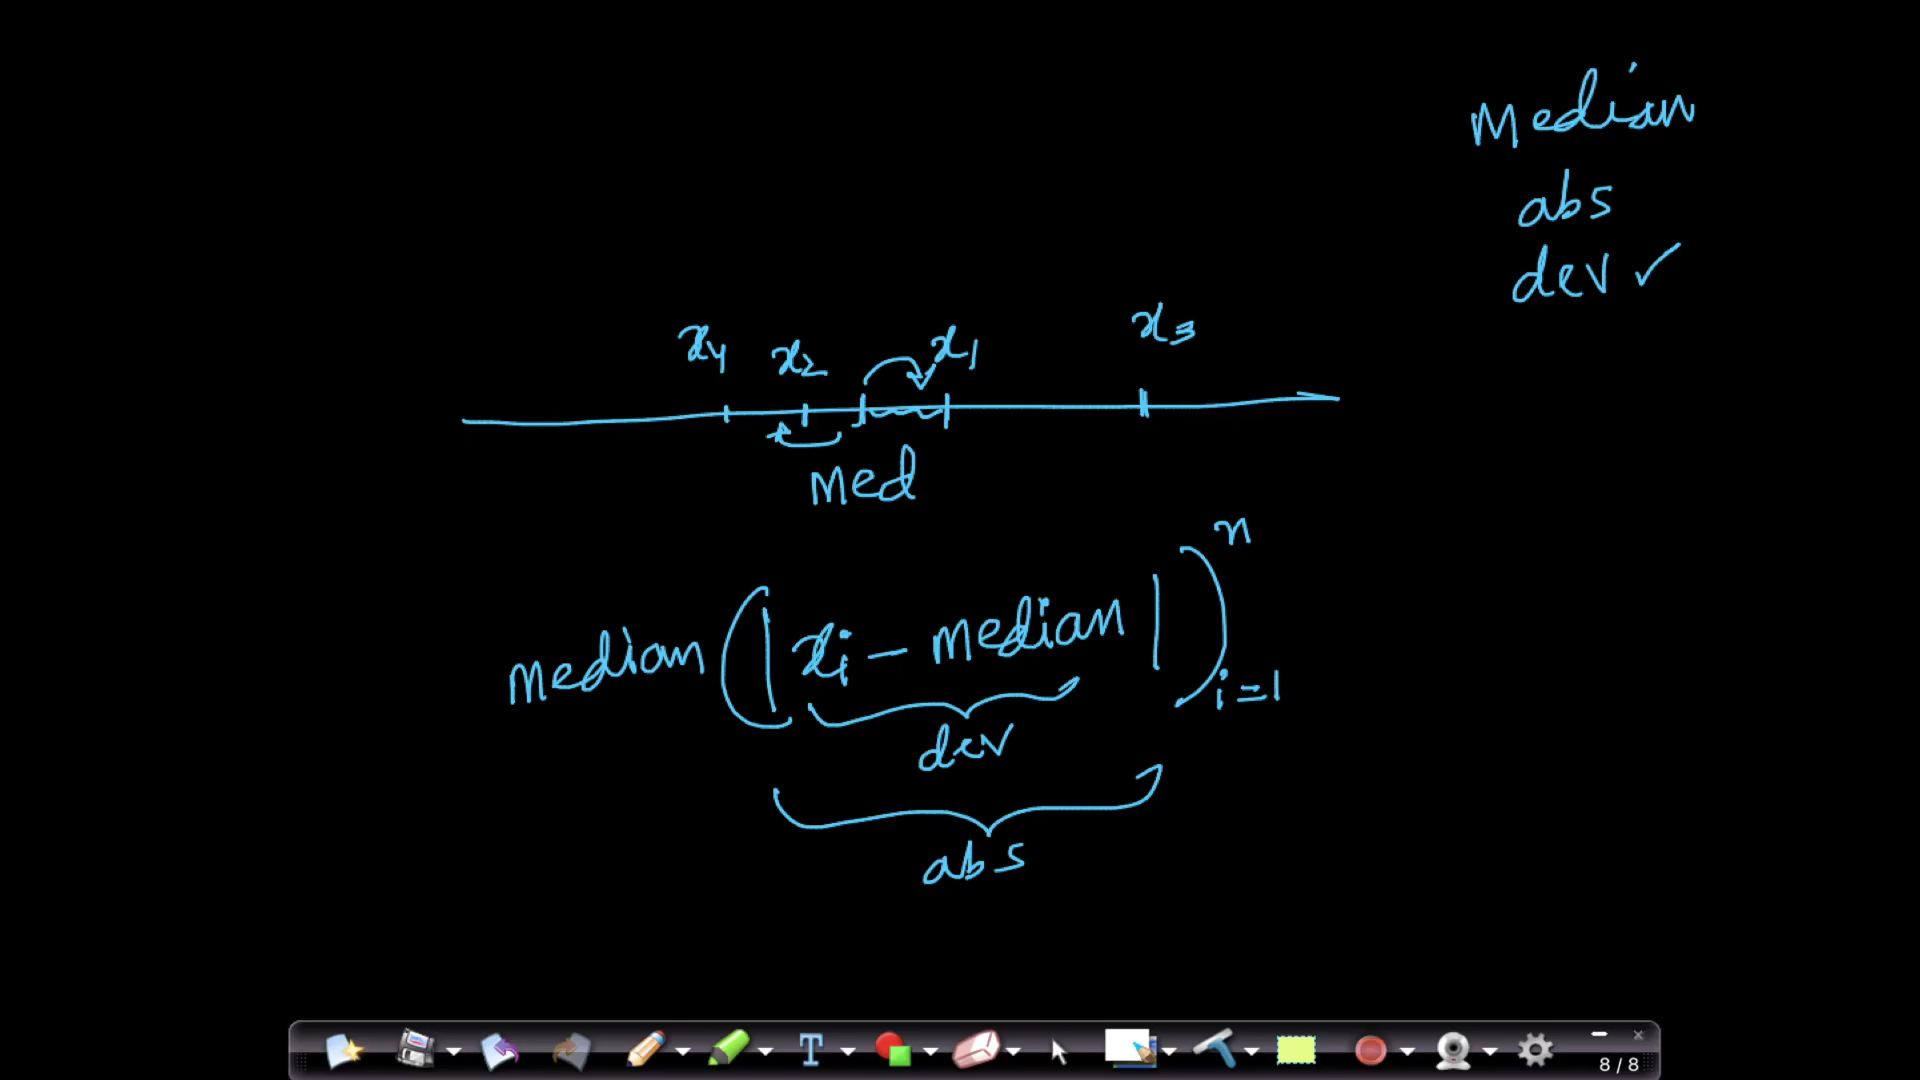 Median
abs
dev ✓
x4 x2 x1 x3
Med
median (| xi - median |) n i=1
dev
abs
T
8 / 8